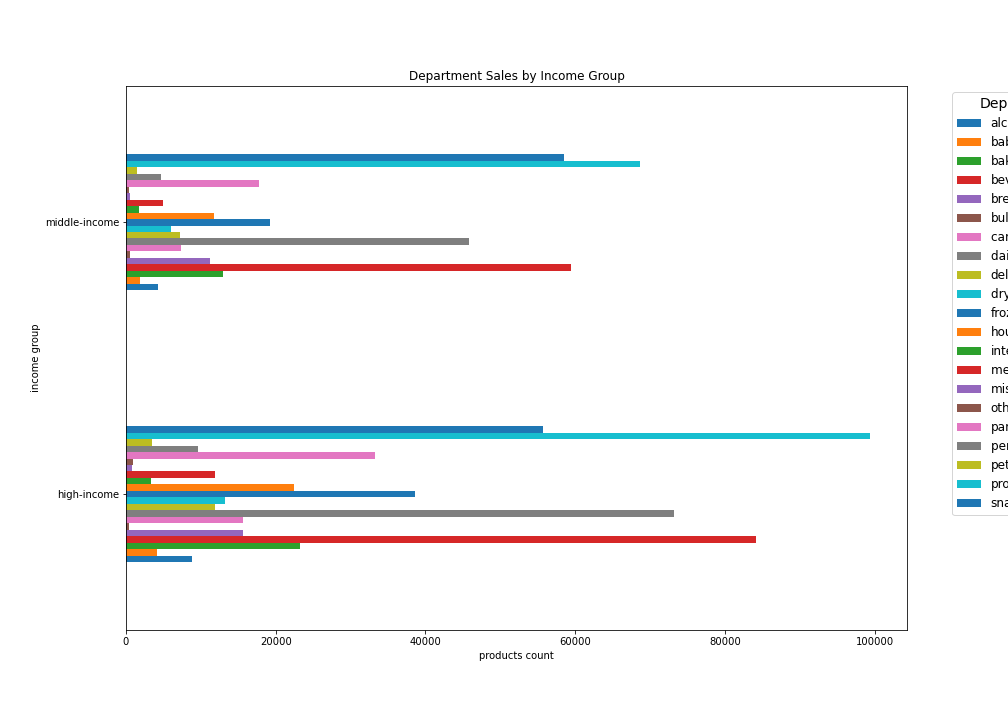 Department Sales by Income Group
middle-income
high-income
income group
0 20000 40000 60000 80000 100000
products count
Dep
alc
bak
bak
bev
bre
bul
can
dai
del
dry
froz
hou
inte
me
mis
oth
pan
per
pet
pro
sna